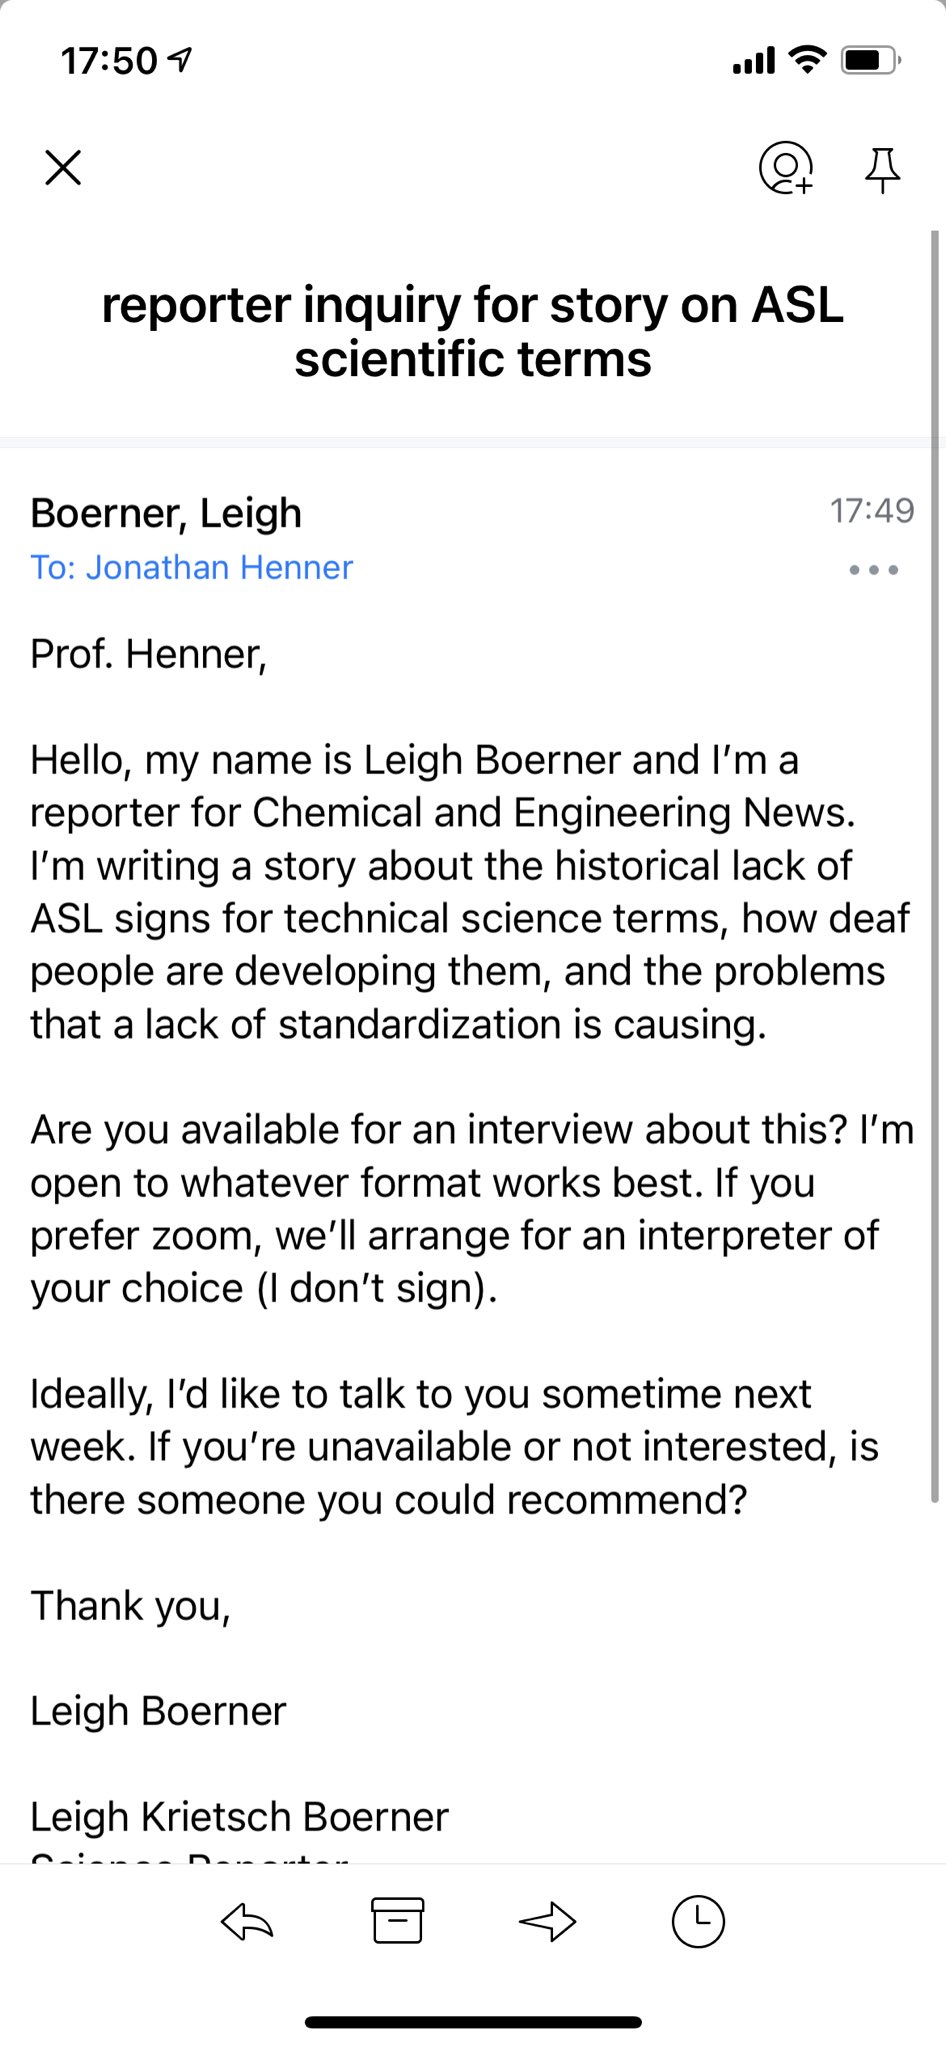 17:50
reporter inquiry for story on ASL
scientific terms
Boerner, Leigh
17:49
To: Jonathan Henner
Prof. Henner,
Hello, my name is Leigh Boerner and I’m a
reporter for Chemical and Engineering News.
I’m writing a story about the historical lack of
ASL signs for technical science terms, how deaf
people are developing them, and the problems
that a lack of standardization is causing.
Are you available for an interview about this? I’m
open to whatever format works best. If you
prefer zoom, we’ll arrange for an interpreter of
your choice (I don’t sign).
Ideally, I’d like to talk to you sometime next
week. If you’re unavailable or not interested, is
there someone you could recommend?
Thank you,
Leigh Boerner
Leigh Krietsch Boerner
Science Reporter